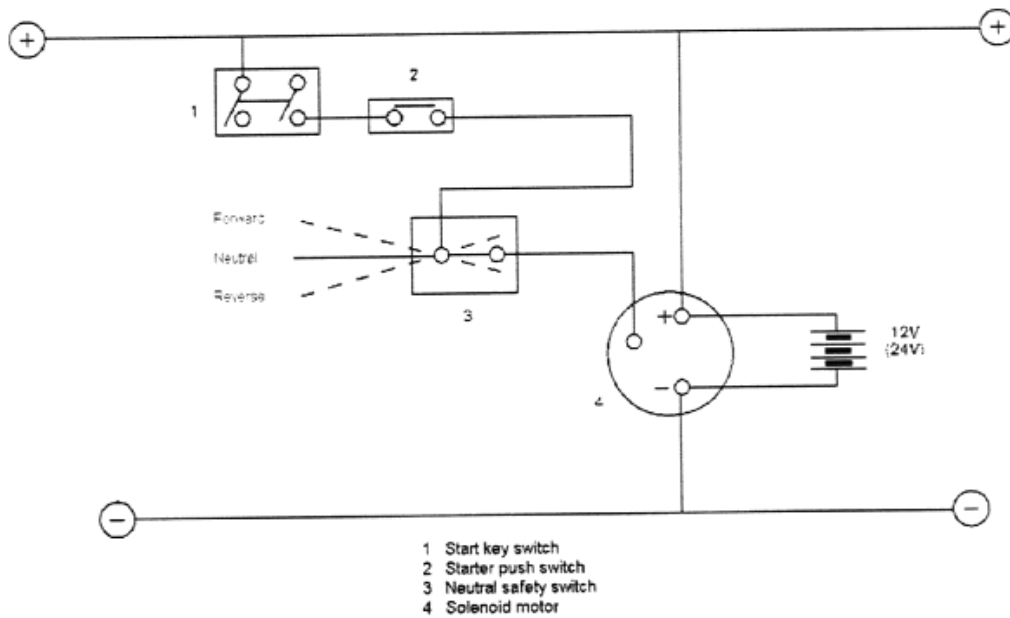 + +
1
2
Forward
Neutral
Reverse
3
+
12V
(24V)
−
4
− −
1 Start key switch
2 Starter push switch
3 Neutral safety switch
4 Solenoid motor